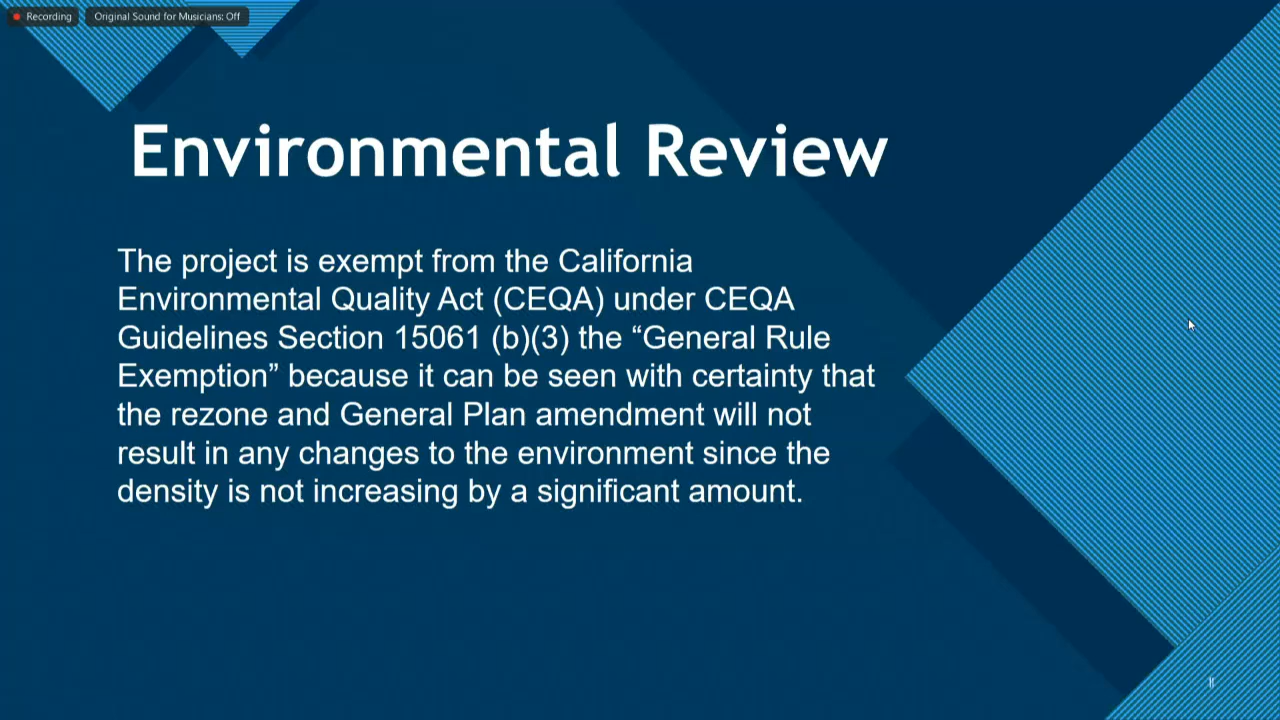 Recording
Original Sound for Musicians: Off
Environmental Review
The project is exempt from the California
Environmental Quality Act (CEQA) under CEQA
Guidelines Section 15061 (b)(3) the “General Rule
Exemption” because it can be seen with certainty that
the rezone and General Plan amendment will not
result in any changes to the environment since the
density is not increasing by a significant amount.